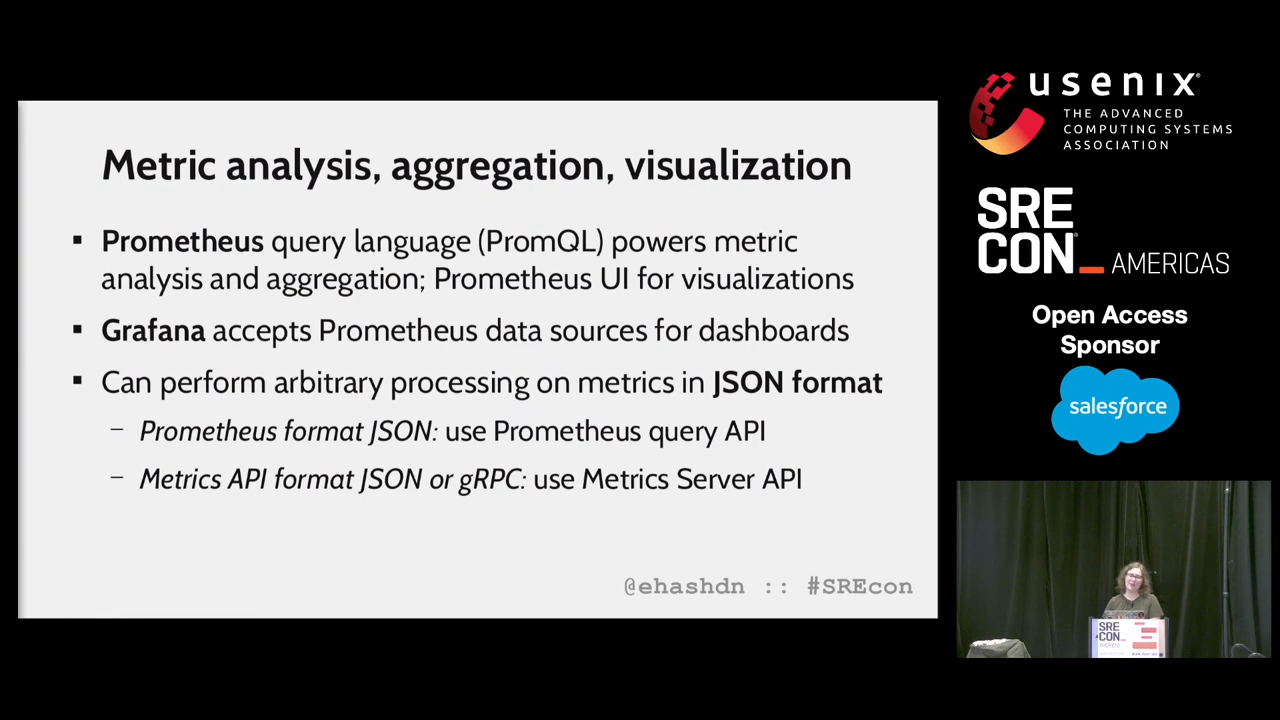 Metric analysis, aggregation, visualization
▪ Prometheus query language (PromQL) powers metric
analysis and aggregation; Prometheus UI for visualizations
▪ Grafana accepts Prometheus data sources for dashboards
▪ Can perform arbitrary processing on metrics in JSON format
– Prometheus format JSON: use Prometheus query API
– Metrics API format JSON or gRPC: use Metrics Server API
@ehashdn :: #SREcon
usenix®
THE ADVANCED
COMPUTING SYSTEMS
ASSOCIATION
SRE
CON_AMERICAS
Open Access
Sponsor
salesforce
SRE
CON_